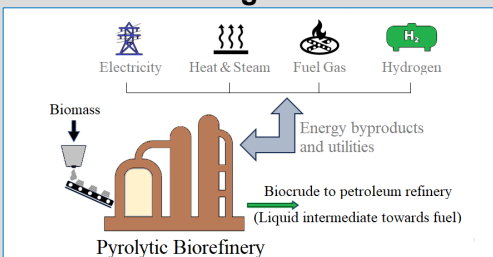 Electricity
Heat & Steam
Fuel Gas
H₂
Hydrogen
Biomass
Energy byproducts
and utilities
Biocrude to petroleum refinery
(Liquid intermediate towards fuel)
Pyrolytic Biorefinery